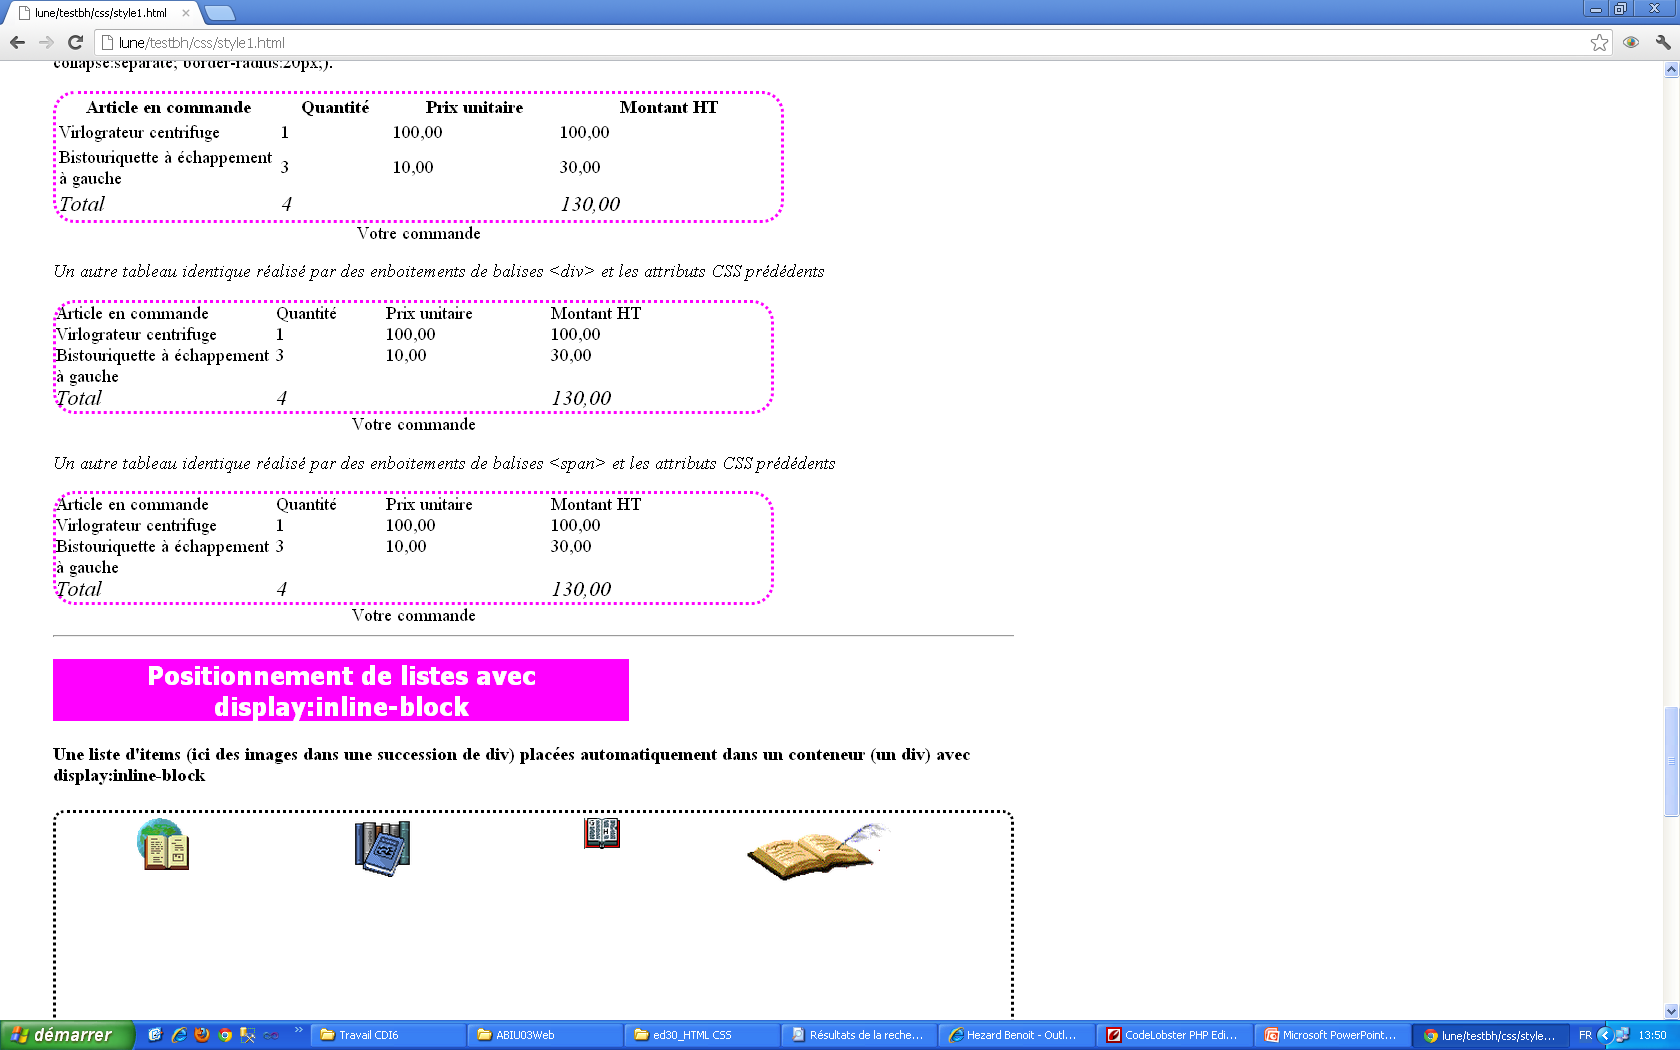 lune/testbh/css/style1.html
lune/testbh/css/style1.html
collapse:separate; border-radius:20px;).
Article en commande Quantité Prix unitaire Montant HT
Virlograteur centrifuge 1 100,00 100,00
Bistouriquette à échappement
à gauche 3 10,00 30,00
Total 4 130,00
Votre commande
Un autre tableau identique réalisé par des enboitements de balises <div> et les attributs CSS prédédents
Article en commande Quantité Prix unitaire Montant HT
Virlograteur centrifuge 1 100,00 100,00
Bistouriquette à échappement 3 10,00 30,00
à gauche
Total 4 130,00
Votre commande
Un autre tableau identique réalisé par des enboitements de balises <span> et les attributs CSS prédédents
Article en commande Quantité Prix unitaire Montant HT
Virlograteur centrifuge 1 100,00 100,00
Bistouriquette à échappement 3 10,00 30,00
à gauche
Total 4 130,00
Votre commande
Positionnement de listes avec
display:inline-block
Une liste d'items (ici des images dans une succession de div) placées automatiquement dans un conteneur (un div) avec
display:inline-block
démarrer Travail CDI6 ABIU03Web ed30_HTML CSS Résultats de la reche... Hezard Benoit - Outl... CodeLobster PHP Edi... Microsoft PowerPoint... lune/testbh/css/style... FR 13:50